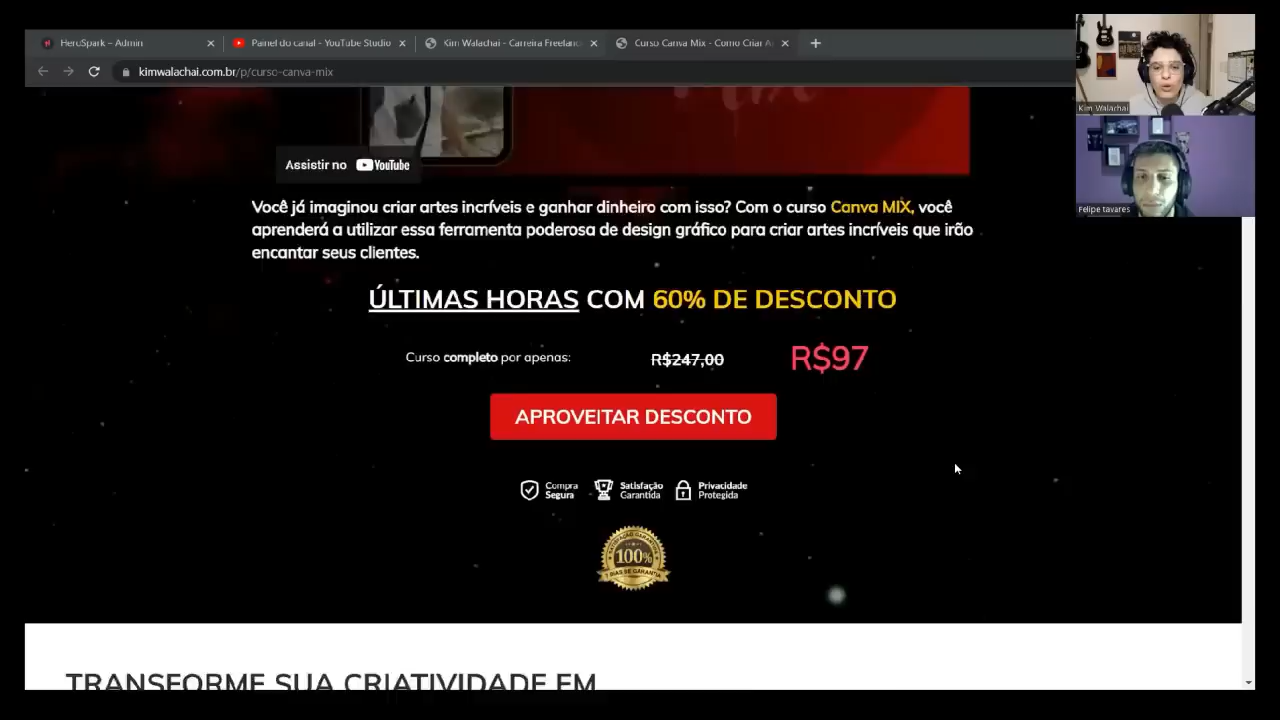 HeroSpark - Admin
Painel do canal - YouTube Studio
Kim Walachai - Carreira Freelanc
Curso Canva Mix - Como Criar A
kimwalachai.com.br/p/curso-canva-mix
Kim Walachai
Felipe tavares
Assistir no YouTube
Você já imaginou criar artes incríveis e ganhar dinheiro com isso? Com o curso Canva MIX, você
aprenderá a utilizar essa ferramenta poderosa de design gráfico para criar artes incríveis que irão
encantar seus clientes.
ÚLTIMAS HORAS COM 60% DE DESCONTO
Curso completo por apenas: R$247,00 R$97
APROVEITAR DESCONTO
Compra Segura
Satisfação Garantida
Privacidade Protegida
100%
7 DIAS DE GARANTIA
TRANSFORME SUA CRIATIVIDADE EM